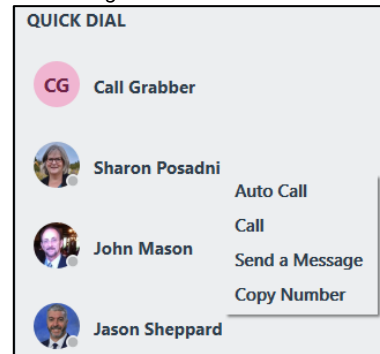 QUICK DIAL
CG Call Grabber
Sharon Posadni
Auto Call
Call
John Mason
Send a Message
Copy Number
Jason Sheppard